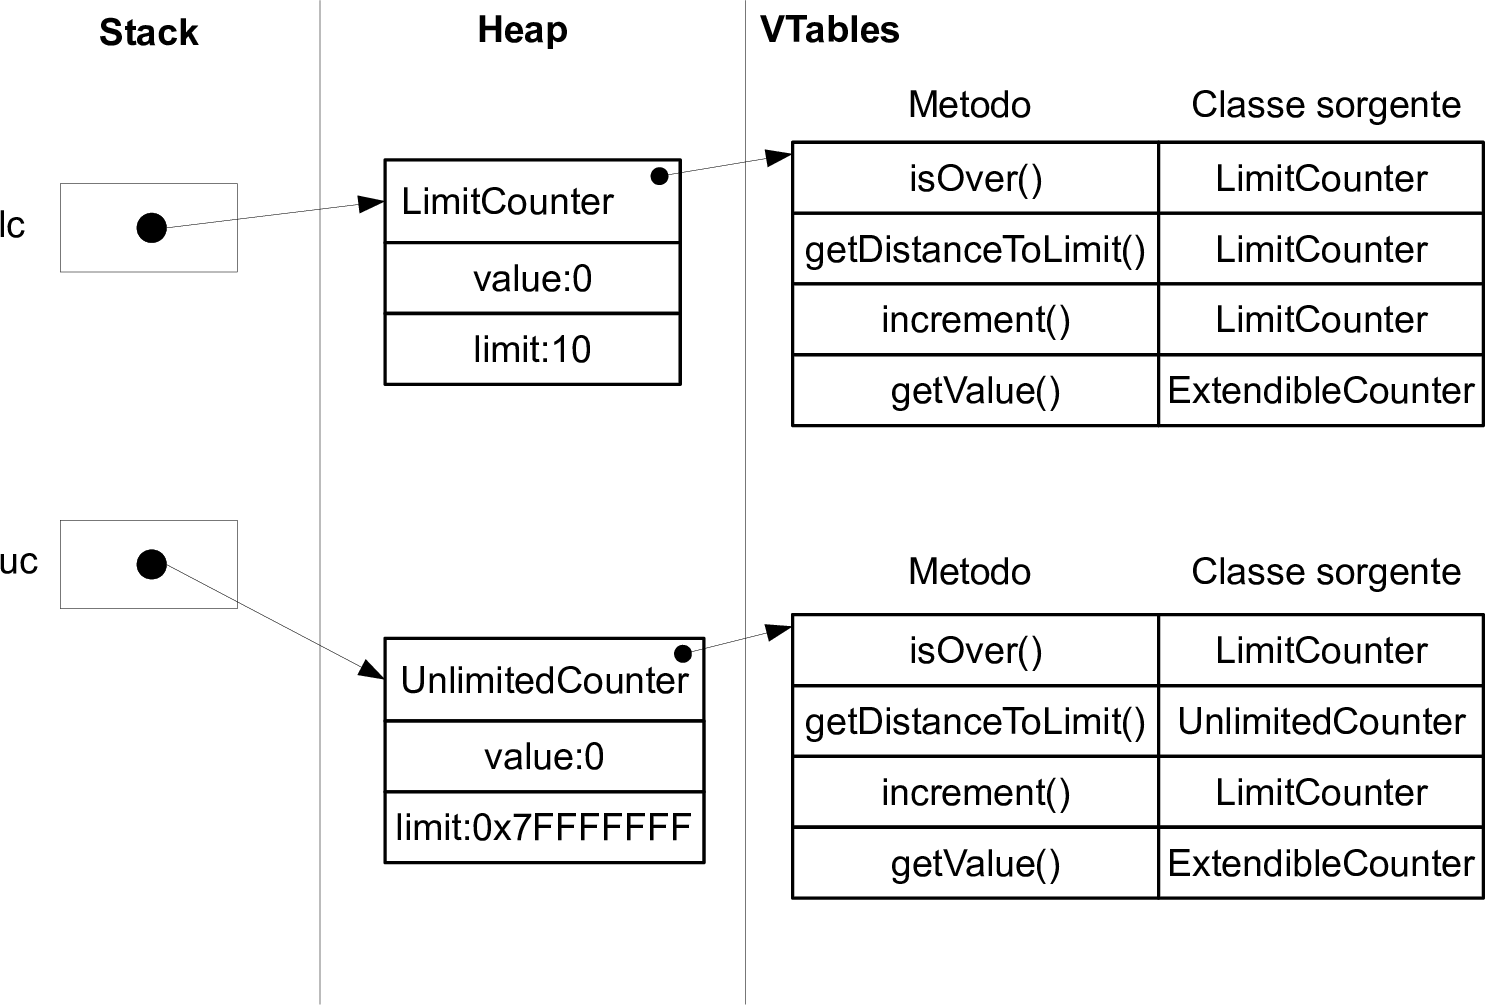 Stack
Heap
VTables
Metodo
Classe sorgente
lc
LimitCounter
value:0
limit:10
isOver()
LimitCounter
getDistanceToLimit()
LimitCounter
increment()
LimitCounter
getValue()
ExtendibleCounter
uc
UnlimitedCounter
value:0
limit:0x7FFFFFFF
Metodo
Classe sorgente
isOver()
LimitCounter
getDistanceToLimit()
UnlimitedCounter
increment()
LimitCounter
getValue()
ExtendibleCounter